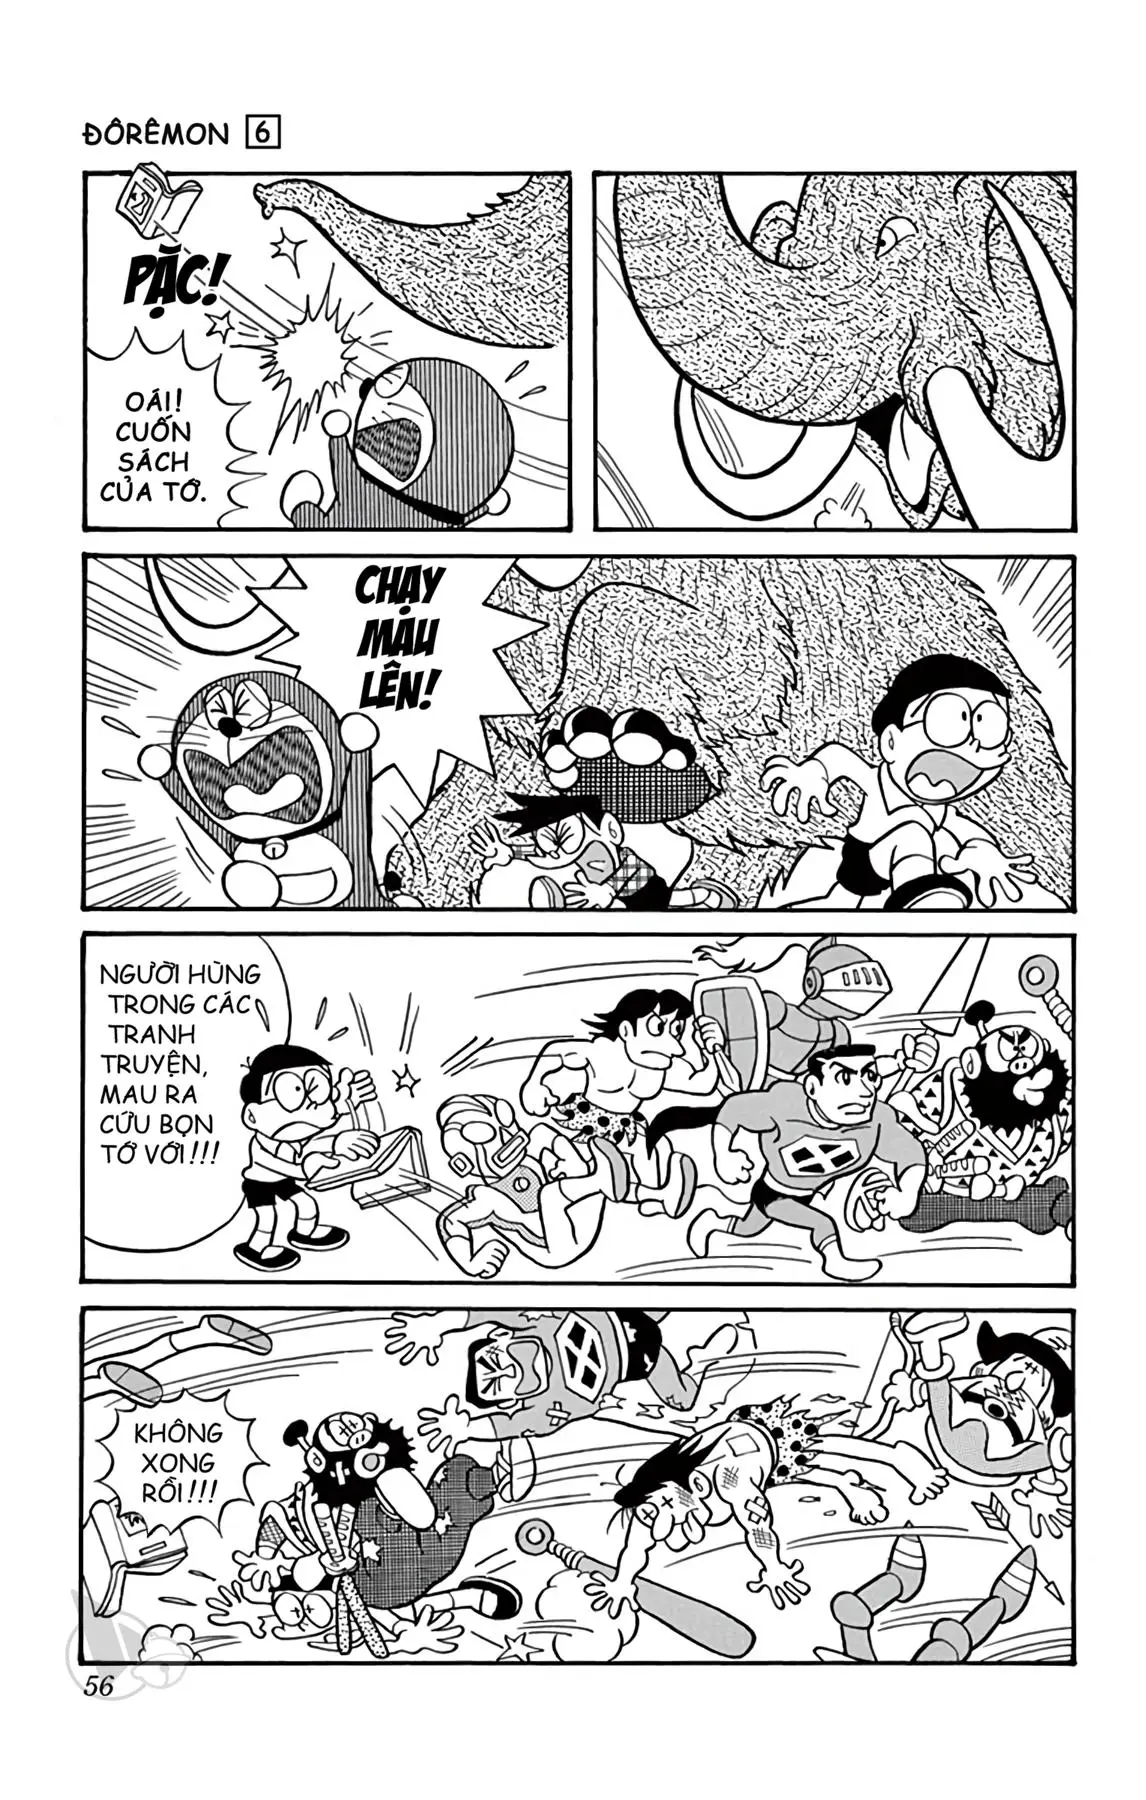 ĐÔRÊMON 6
21
PẶC!
OÁI!
CUỐN
SÁCH
CỦA TỚ.
CHẠY
MAU
LÊN!
NGƯỜI HÙNG
TRONG CÁC
TRANH
TRUYỆN,
MAU RA
CỨU BỌN
TỚ VỚI!!!
KHÔNG
XONG
RỒI!!!
56